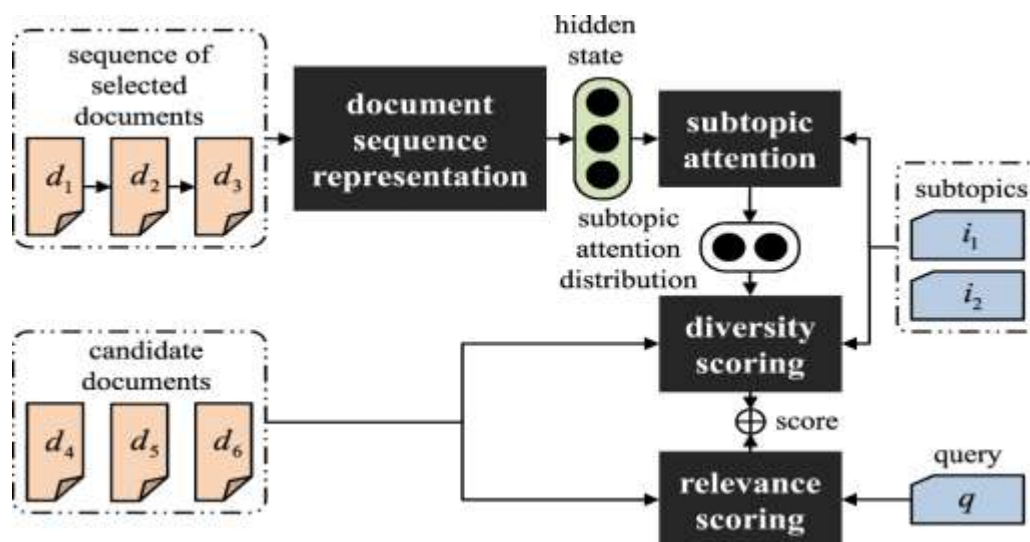 sequence of
selected
documents
d₁
d₂
d₃
document
sequence
representation
hidden
state
subtopic
attention
subtopic
attention
distribution
subtopics
i₁
i₂
candidate
documents
d₄
d₅
d₆
diversity
scoring
score
relevance
scoring
query
q